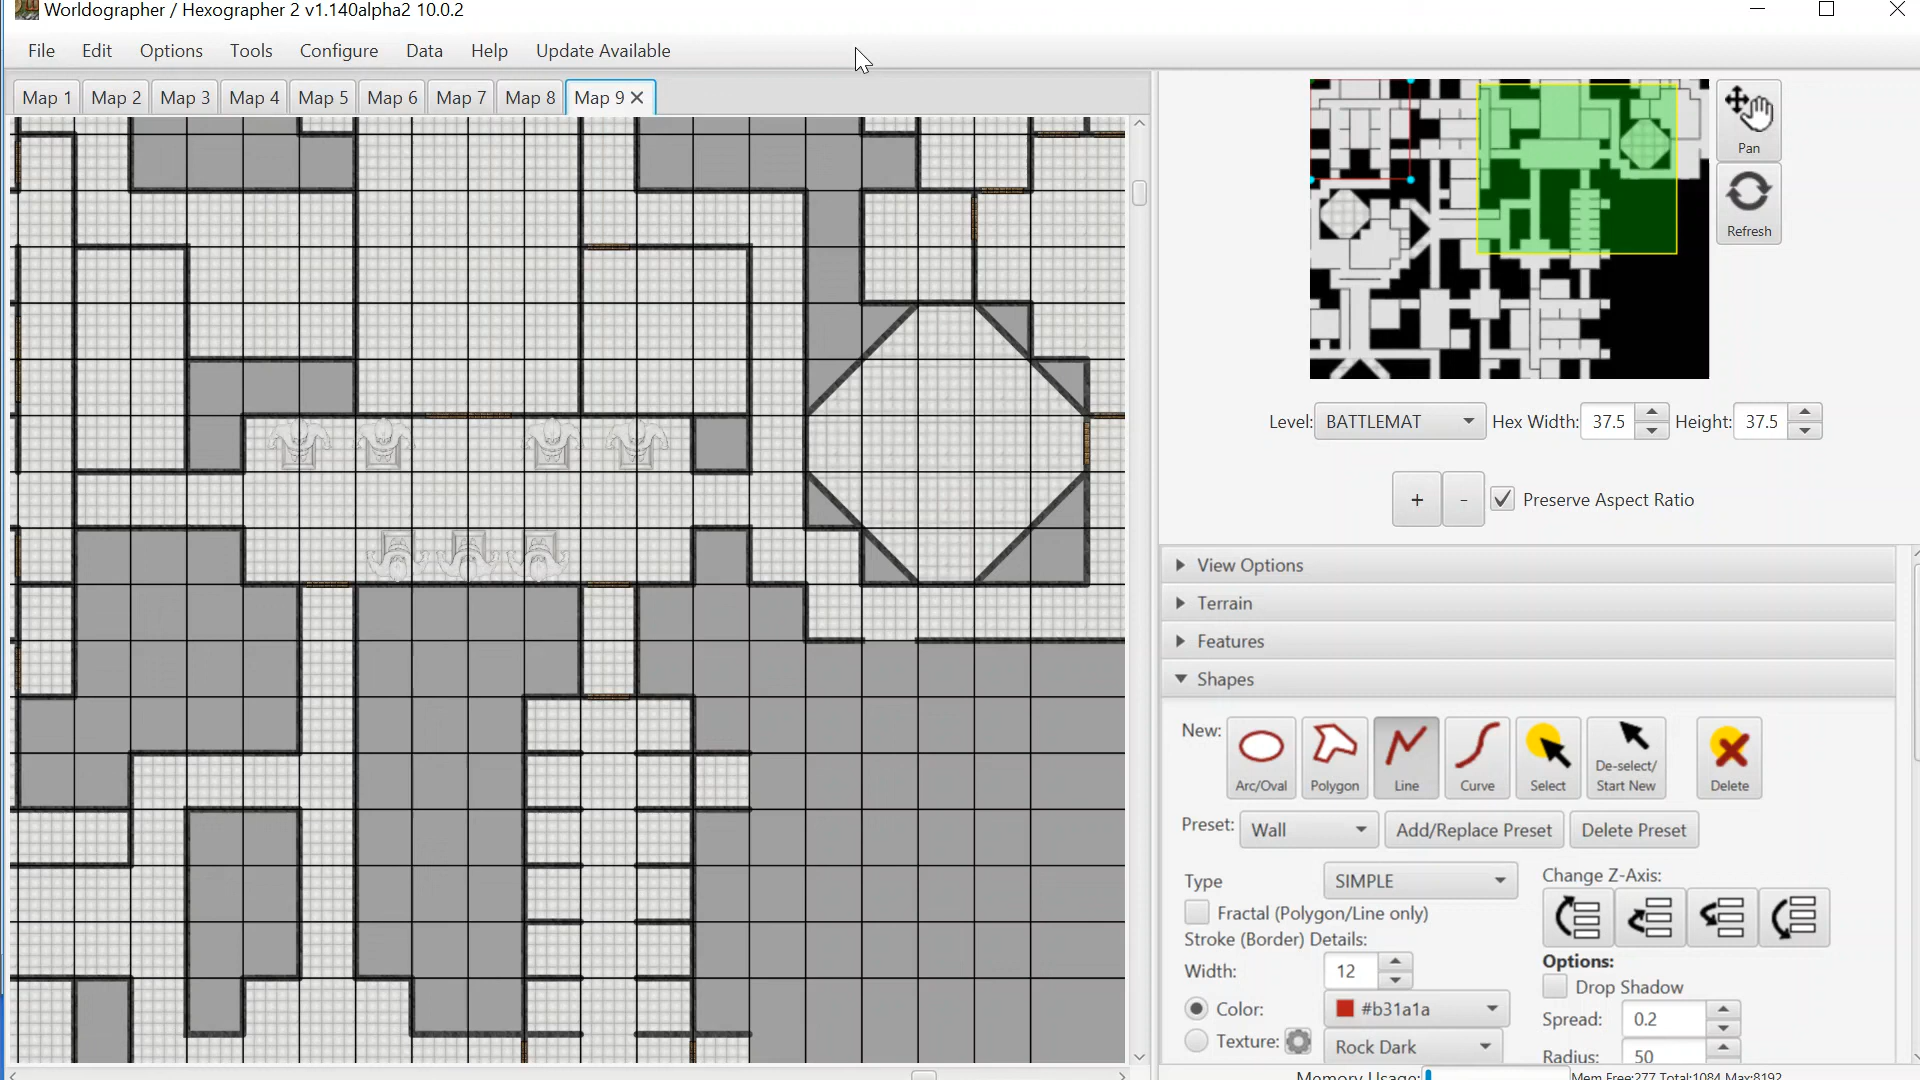 Worldographer / Hexographer 2 v1.140alpha2 10.0.2
File Edit Options Tools Configure Data Help Update Available
Map 1 Map 2 Map 3 Map 4 Map 5 Map 6 Map 7 Map 8 Map 9
Pan
Refresh
Level: BATTLEMAT Hex Width: 37.5 Height: 37.5
+ - Preserve Aspect Ratio
View Options
Terrain
Features
Shapes
New: Arc/Oval Polygon Line Curve Select De-select/ Start New Delete
Preset: Wall Add/Replace Preset Delete Preset
Type SIMPLE Change Z-Axis:
Fractal (Polygon/Line only)
Stroke (Border) Details:
Width: 12 Options:
Drop Shadow
Color: #b31a1a Spread: 0.2
Texture: Rock Dark Radius: 50
Memory Usage: Mem Free:277 Total:1084 Max:8192